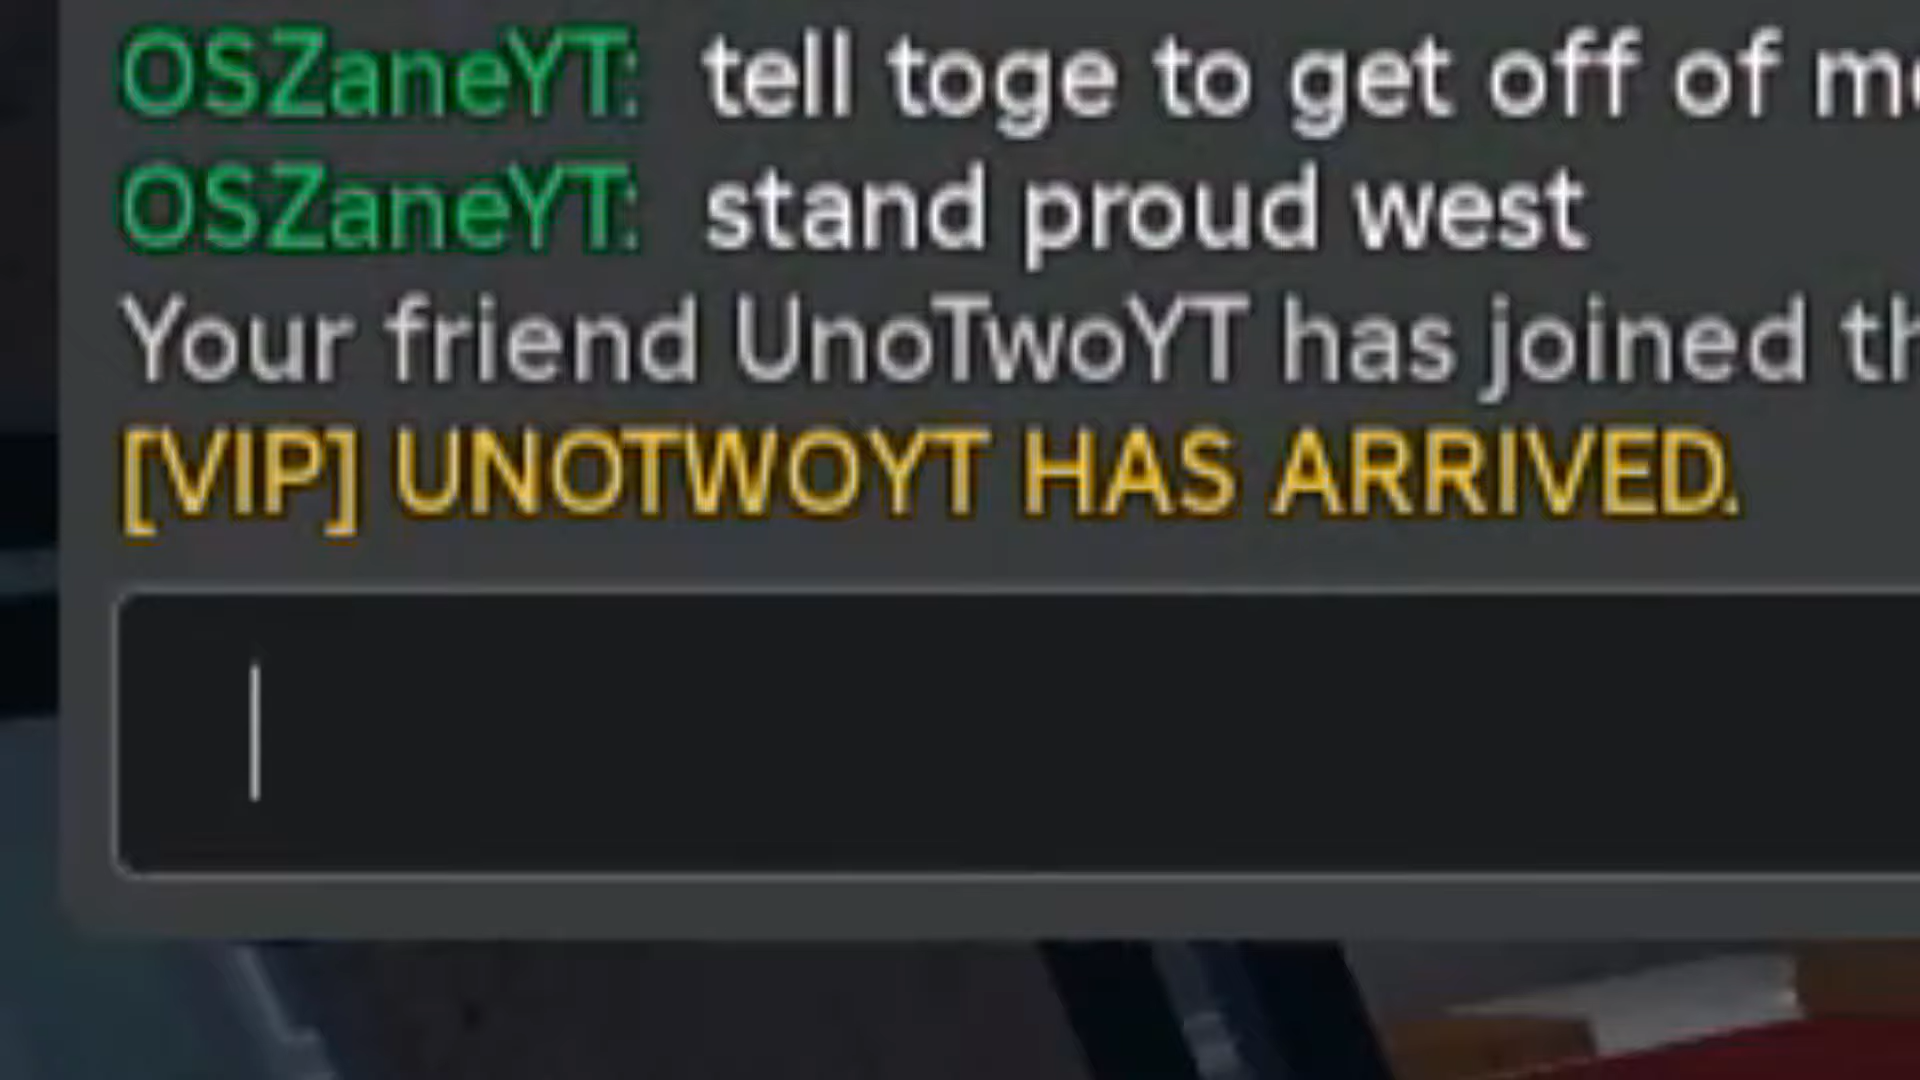 OSZaneYT: tell toge to get off of
OSZaneYT: stand proud west
Your friend UnoTwoYT has joined
[VIP] UNOTWOYT HAS ARRIVED.